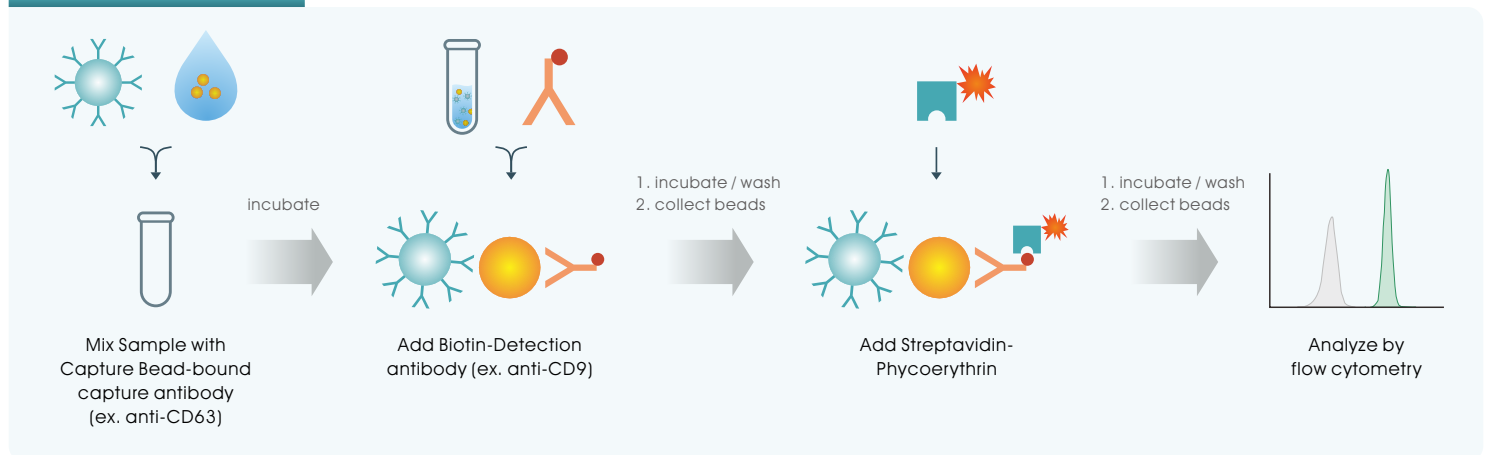 incubate
1. incubate / wash
2. collect beads
1. incubate / wash
2. collect beads
Mix Sample with
Capture Bead-bound
capture antibody
(ex. anti-CD63)
Add Biotin-Detection
antibody (ex. anti-CD9)
Add Streptavidin-
Phycoerythrin
Analyze by
flow cytometry